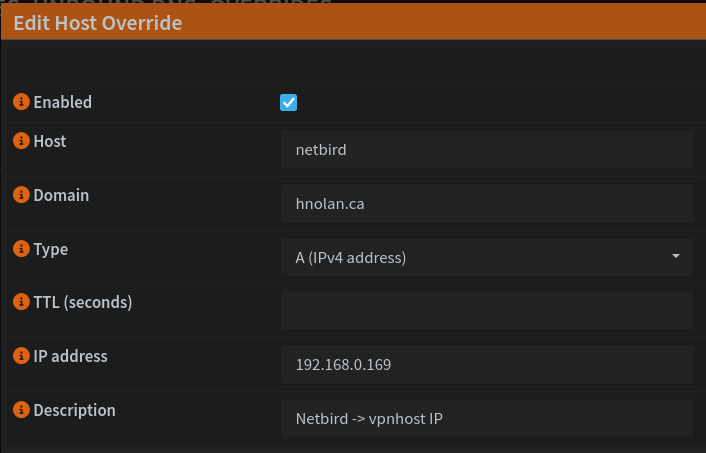 Edit Host Override
Enabled
Host
netbird
Domain
hnolan.ca
Type
A (IPv4 address)
TTL (seconds)
IP address
192.168.0.169
Description
Netbird -> vpnhost IP